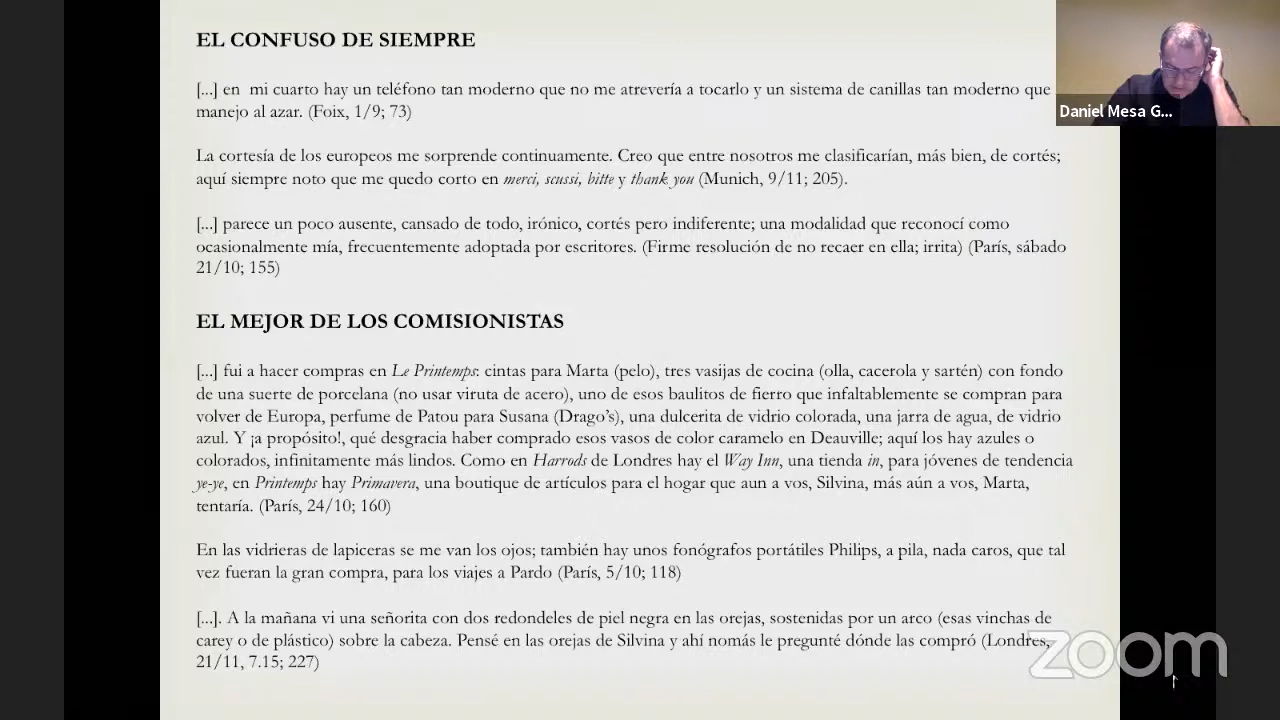 EL CONFUSO DE SIEMPRE
[...] en mi cuarto hay un teléfono tan moderno que no me atrevería a tocarlo y un sistema de canillas tan moderno que
manejo al azar. (Foix, 1/9; 73)
La cortesía de los europeos me sorprende continuamente. Creo que entre nosotros me clasificarían, más bien, de cortés;
aquí siempre noto que me quedo corto en merci, scussi, bitte y thank you (Munich, 9/11; 205).
[...] parece un poco ausente, cansado de todo, irónico, cortés pero indiferente; una modalidad que reconocí como
ocasionalmente mía, frecuentemente adoptada por escritores. (Firme resolución de no recaer en ella; irrita) (París, sábado
21/10; 155)
EL MEJOR DE LOS COMISIONISTAS
[...] fui a hacer compras en Le Printemps: cintas para Marta (pelo), tres vasijas de cocina (olla, cacerola y sartén) con fondo
de una suerte de porcelana (no usar viruta de acero), uno de esos baulitos de fierro que infaltablemente se compran para
volver de Europa, perfume de Patou para Susana (Drago's), una dulcerita de vidrio colorada, una jarra de agua, de vidrio
azul. Y ¡a propósito!, qué desgracia haber comprado esos vasos de color caramelo en Deauville; aquí los hay azules o
colorados, infinitamente más lindos. Como en Harrods de Londres hay el Way Inn, una tienda in, para jóvenes de tendencia
ye-ye, en Printemps hay Primavera, una boutique de artículos para el hogar que aun a vos, Silvina, más aún a vos, Marta,
tentaría. (París, 24/10; 160)
En las vidrieras de lapiceras se me van los ojos; también hay unos fonógrafos portátiles Philips, a pila, nada caros, que tal
vez fueran la gran compra, para los viajes a Pardo (París, 5/10; 118)
[...]. A la mañana vi una señorita con dos redondeles de piel negra en las orejas, sostenidas por un arco (esas vinchas de
carey o de plástico) sobre la cabeza. Pensé en las orejas de Silvina y ahí nomás le pregunté dónde las compró (Londres,
21/11, 7.15; 227)
Daniel Mesa G...
zoom